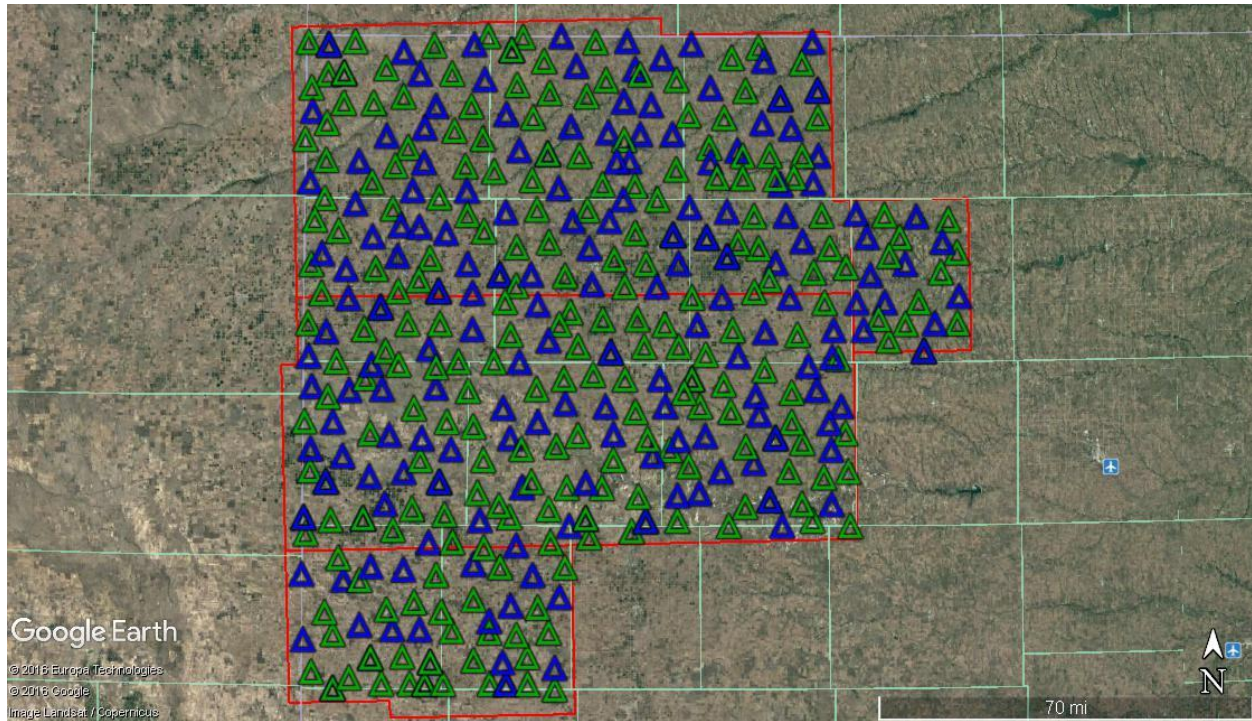 Google Earth
© 2016 Europa Technologies
© 2016 Google
Image Landsat / Copernicus
N
70 mi